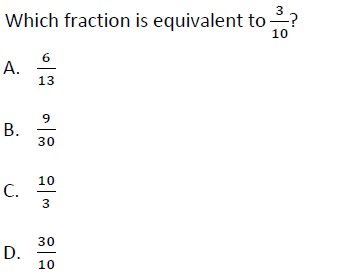 Which fraction is equivalent to 3/10?
A. 6/13
B. 9/30
C. 10/3
D. 30/10